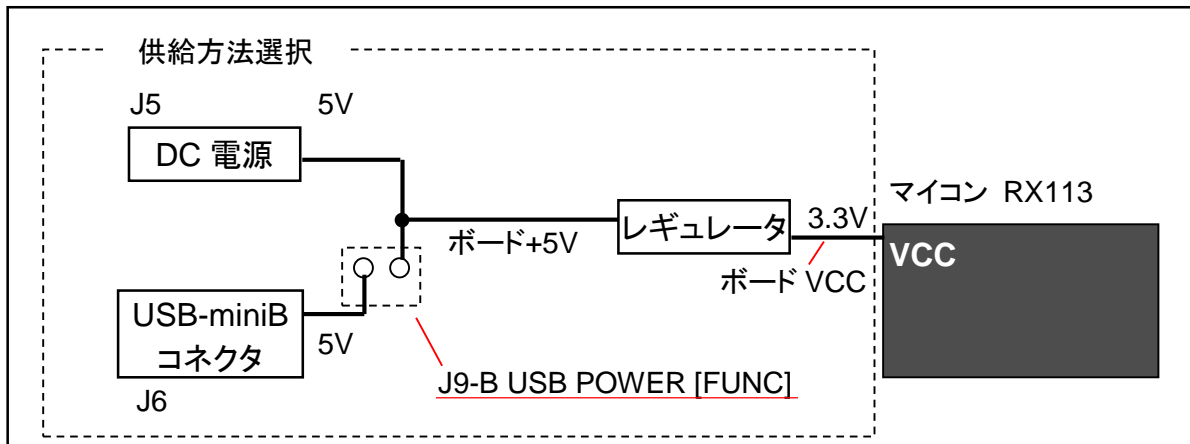 供給方法選択
J5
5V
DC 電源
ボード+5V
レギュレータ
3.3V
ボード VCC
マイコン RX113
VCC
USB-miniB
コネクタ
5V
J6
J9-B USB POWER [FUNC]